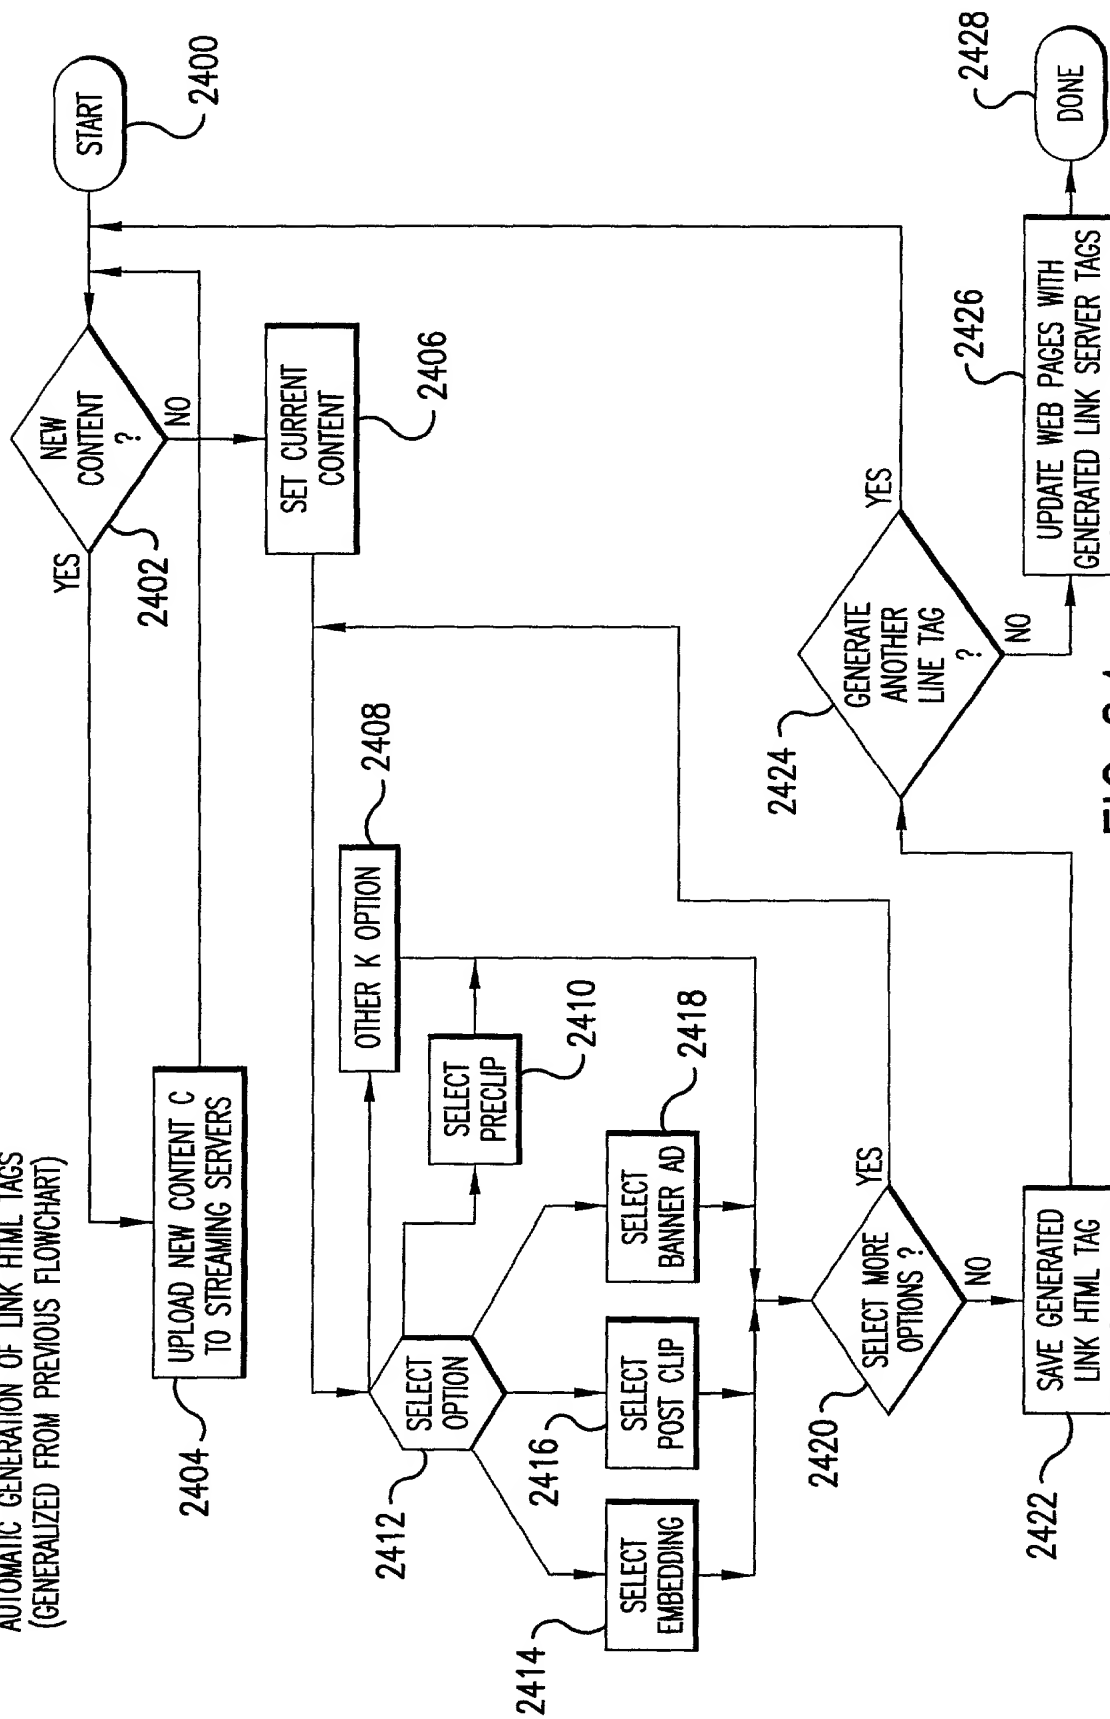 AUTOMATIC GENERATION OF LINK HTML TAGS
(GENERALIZED FROM PREVIOUS FLOWCHART)
START
2400
NEW
CONTENT
?
YES
NO
2402
UPLOAD NEW CONTENT C
TO STREAMING SERVERS
2404
SET CURRENT
CONTENT
2406
OTHER K OPTION
2408
SELECT
PRECLIP
2410
SELECT
OPTION
2412
SELECT
EMBEDDING
2414
SELECT
POST CLIP
2416
SELECT
BANNER AD
2418
SELECT MORE
OPTIONS ?
YES
NO
2420
SAVE GENERATED
LINK HTML TAG
2422
GENERATE
ANOTHER
LINE TAG
?
YES
NO
2424
UPDATE WEB PAGES WITH
GENERATED LINK SERVER TAGS
2426
DONE
2428